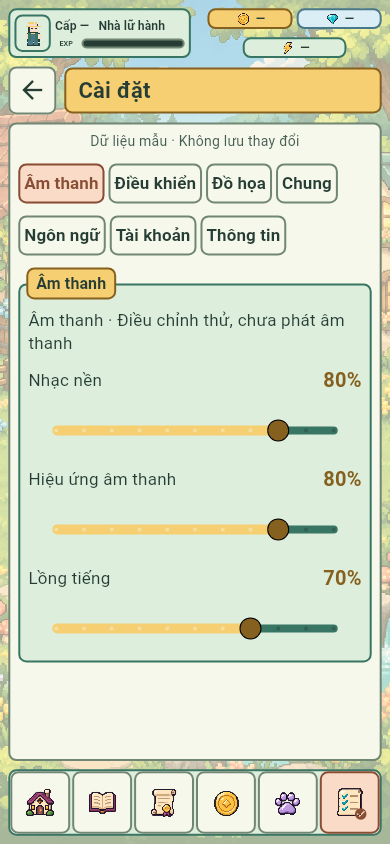 Cấp — Nhà lữ hành
EXP
—
—
—
Cài đặt
Dữ liệu mẫu · Không lưu thay đổi
Âm thanh
Điều khiển
Đồ họa
Chung
Ngôn ngữ
Tài khoản
Thông tin
Âm thanh
Âm thanh · Điều chỉnh thử, chưa phát âm
thanh
Nhạc nền 80%
Hiệu ứng âm thanh 80%
Lồng tiếng 70%